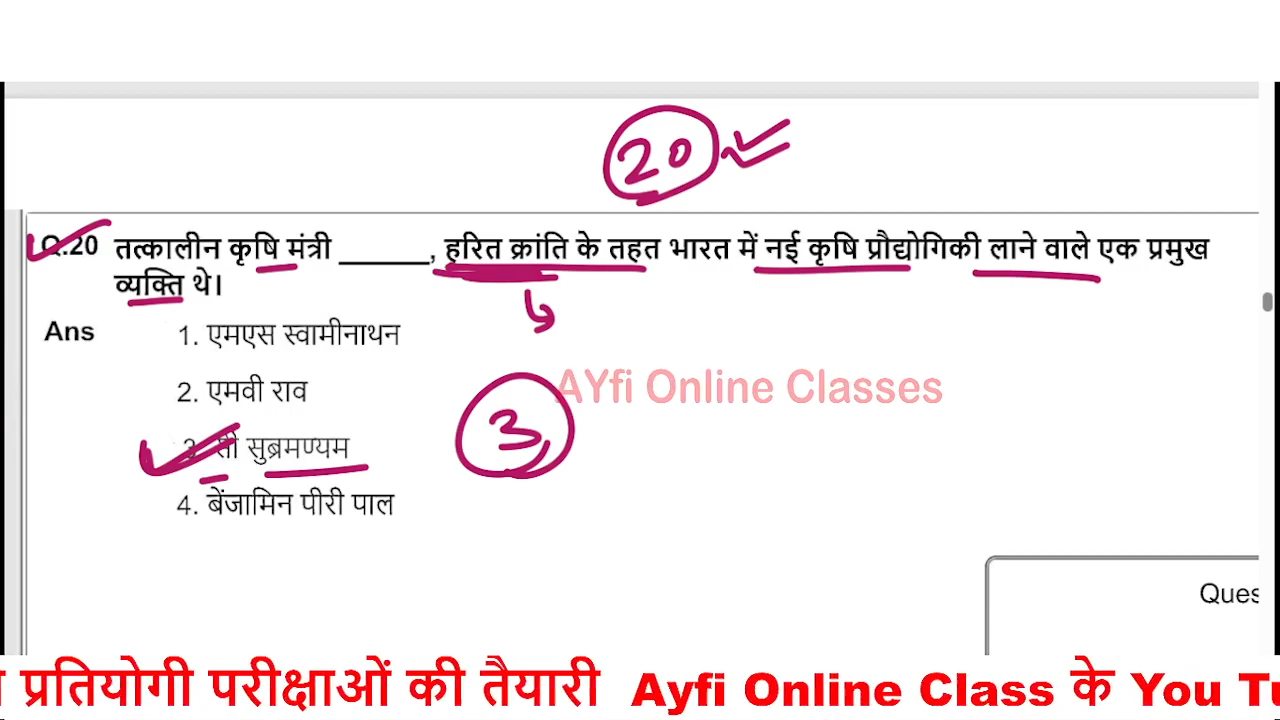 20
Q.20 तत्कालीन कृषि मंत्री ______, हरित क्रांति के तहत भारत में नई कृषि प्रौद्योगिकी लाने वाले एक प्रमुख
व्यक्ति थे।
Ans 1. एमएस स्वामीनाथन
2. एमवी राव
AYfi Online Classes
3
3. सी सुब्रमण्यम
4. बेंजामिन पीरी पाल
Ques
प्रतियोगी परीक्षाओं की तैयारी Ayfi Online Class के You Tu